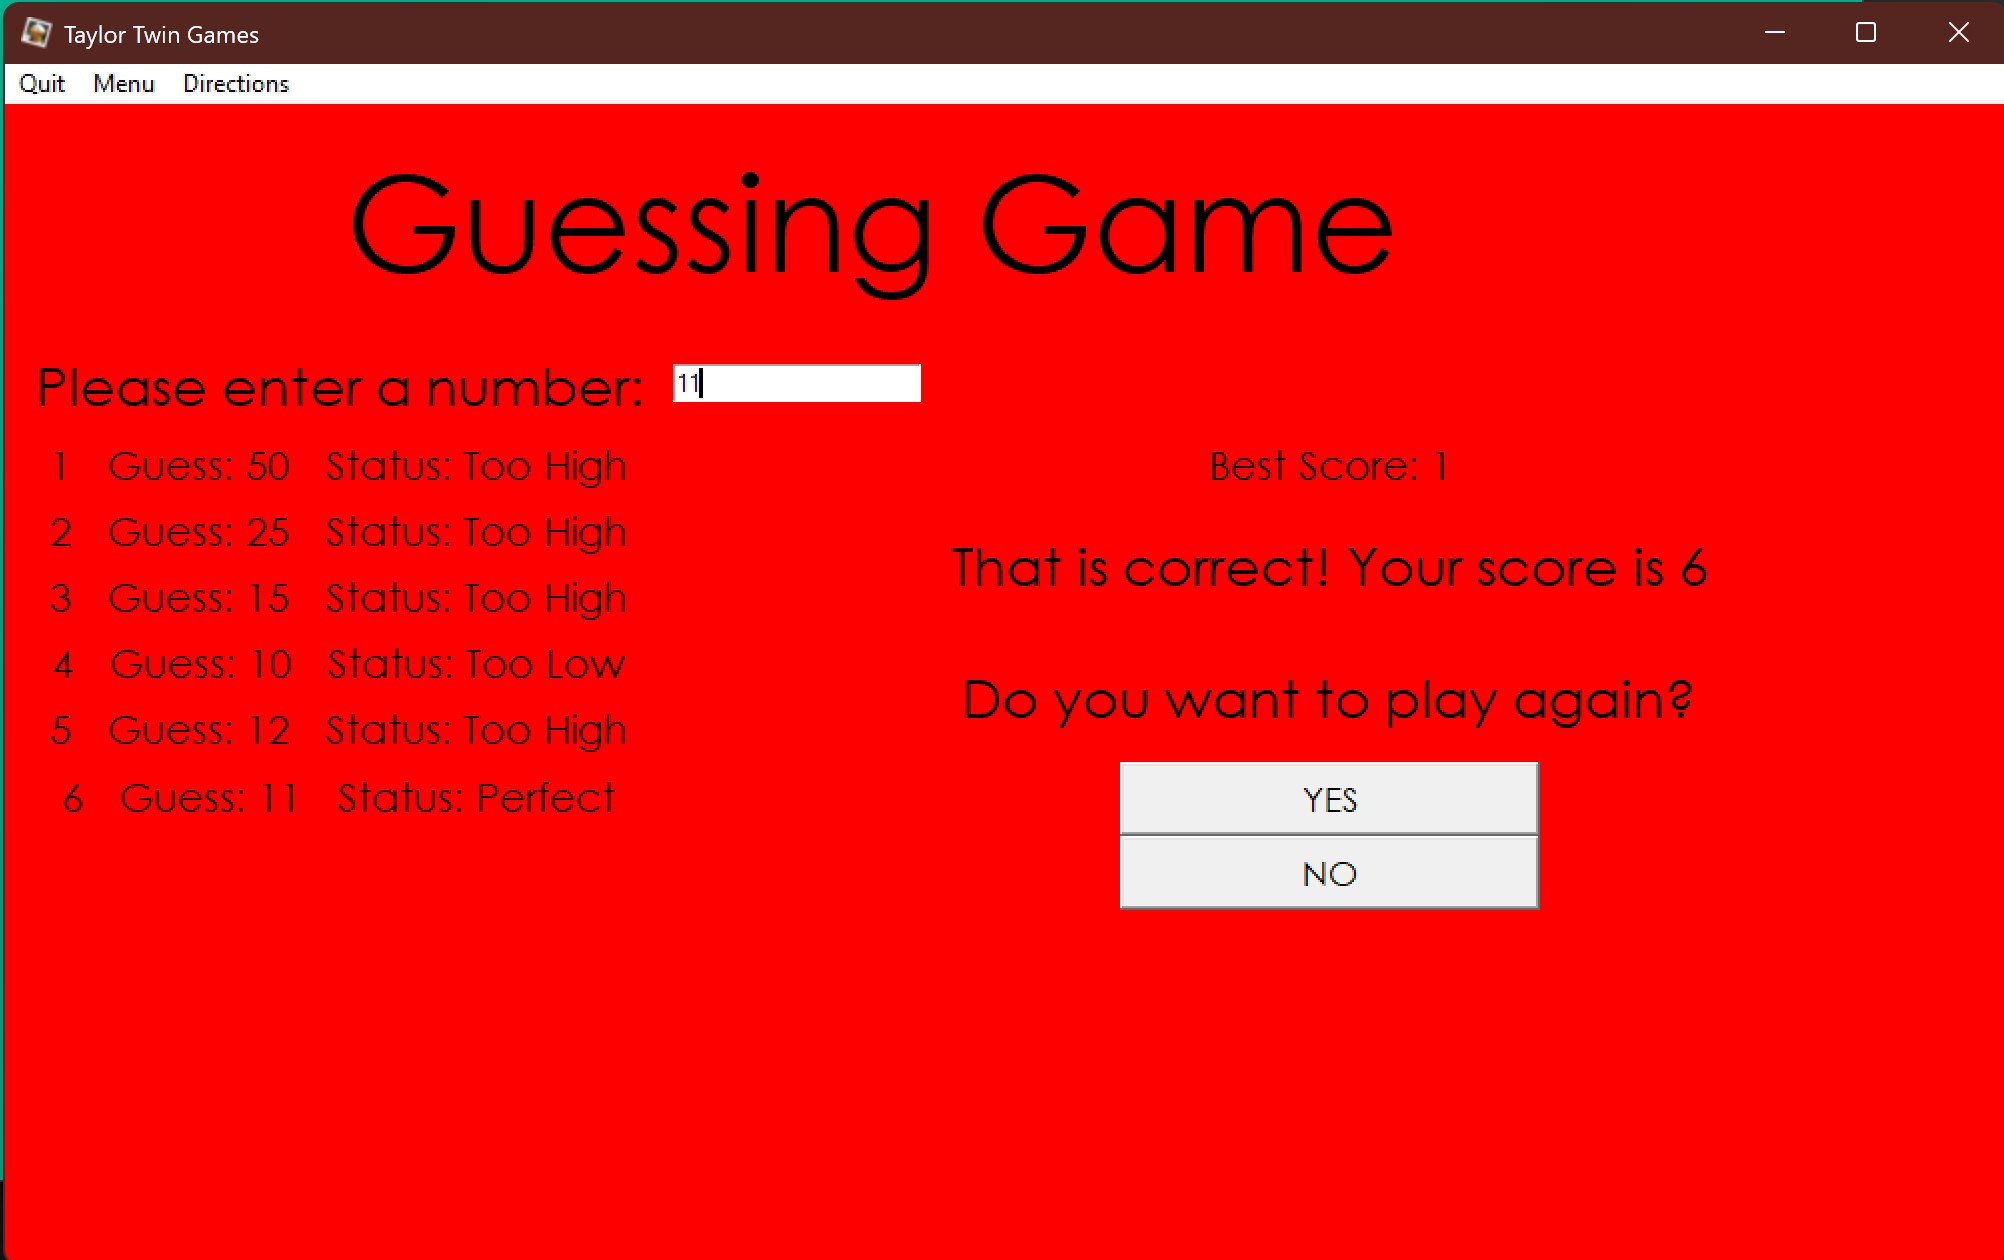 Taylor Twin Games
Quit Menu Directions
Guessing Game
Please enter a number: 11
1 Guess: 50 Status: Too High
2 Guess: 25 Status: Too High
3 Guess: 15 Status: Too High
4 Guess: 10 Status: Too Low
5 Guess: 12 Status: Too High
6 Guess: 11 Status: Perfect
Best Score: 1
That is correct! Your score is 6
Do you want to play again?
YES
NO